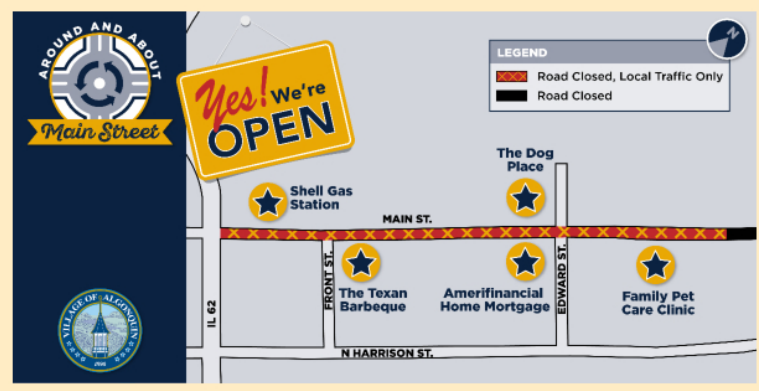 AROUND AND ABOUT
Main Street
Yes! We're
OPEN
N
LEGEND
Road Closed, Local Traffic Only
Road Closed
The Dog
Place
Shell Gas
Station
MAIN ST.
IL 62
FRONT ST.
The Texan
Barbeque
Amerifinancial
Home Mortgage
EDWARD ST.
Family Pet
Care Clinic
N HARRISON ST.
VILLAGE OF ALGONQUIN